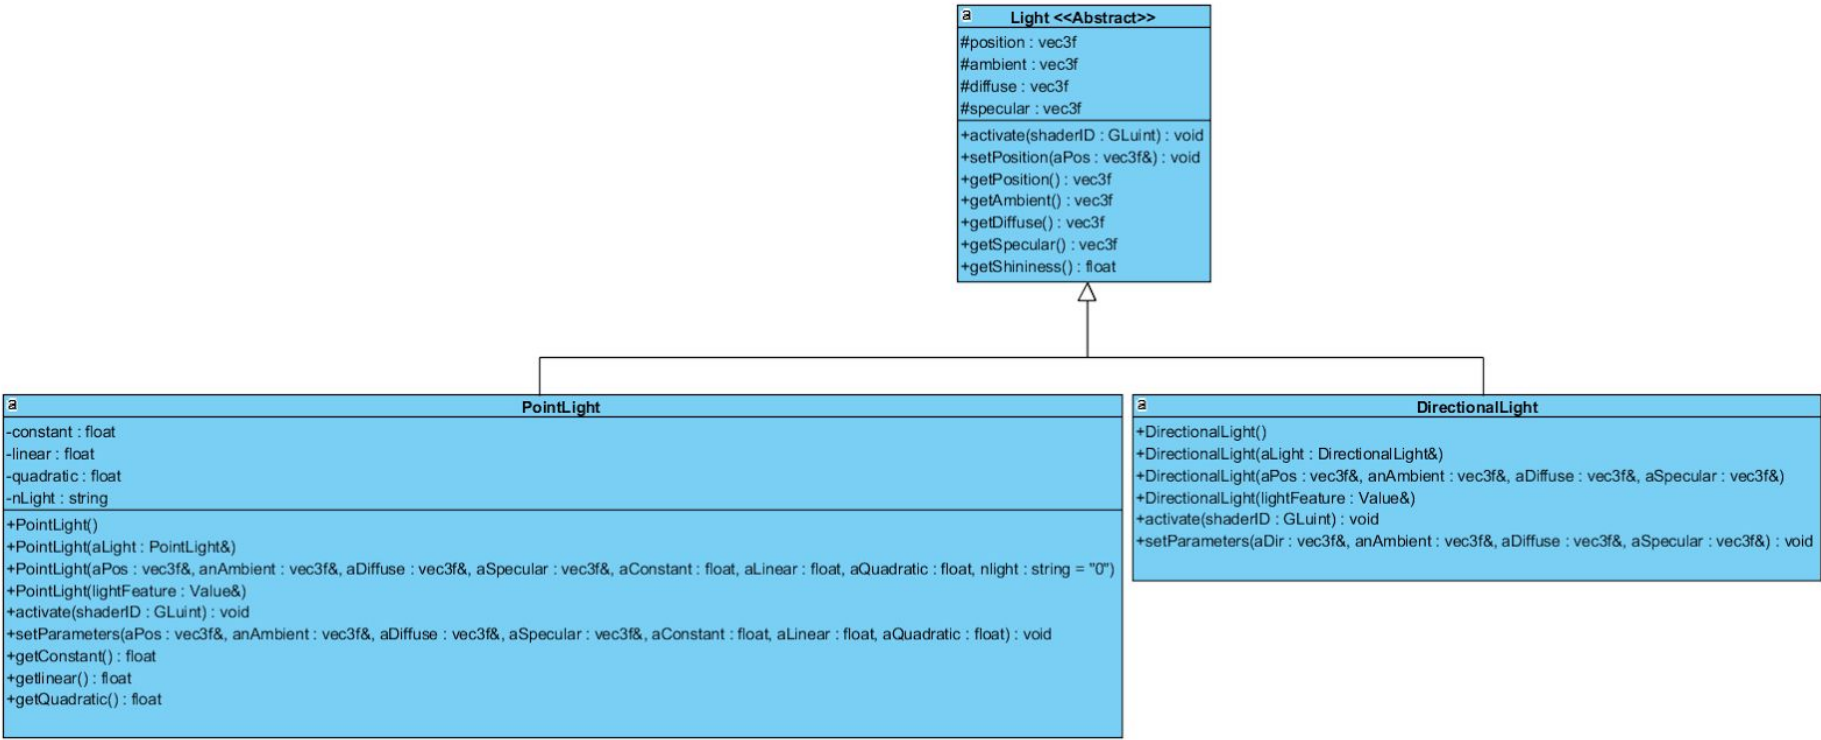 a
Light <<Abstract>>
#position : vec3f
#ambient : vec3f
#diffuse : vec3f
#specular : vec3f
+activate(shaderID : GLuint) : void
+setPosition(aPos : vec3f&) : void
+getPosition() : vec3f
+getAmbient() : vec3f
+getDiffuse() : vec3f
+getSpecular() : vec3f
+getShininess() : float
a
PointLight
-constant : float
-linear : float
-quadratic : float
-nLight : string
+PointLight()
+PointLight(aLight : PointLight&)
+PointLight(aPos : vec3f&, anAmbient : vec3f&, aDiffuse : vec3f&, aSpecular : vec3f&, aConstant : float, aLinear : float, aQuadratic : float, nlight : string = "0")
+PointLight(lightFeature : Value&)
+activate(shaderID : GLuint) : void
+setParameters(aPos : vec3f&, anAmbient : vec3f&, aDiffuse : vec3f&, aSpecular : vec3f&, aConstant : float, aLinear : float, aQuadratic : float) : void
+getConstant() : float
+getlinear() : float
+getQuadratic() : float
a
DirectionalLight
+DirectionalLight()
+DirectionalLight(aLight : DirectionalLight&)
+DirectionalLight(aPos : vec3f&, anAmbient : vec3f&, aDiffuse : vec3f&, aSpecular : vec3f&)
+DirectionalLight(lightFeature : Value&)
+activate(shaderID : GLuint) : void
+setParameters(aDir : vec3f&, anAmbient : vec3f&, aDiffuse : vec3f&, aSpecular : vec3f&) : void